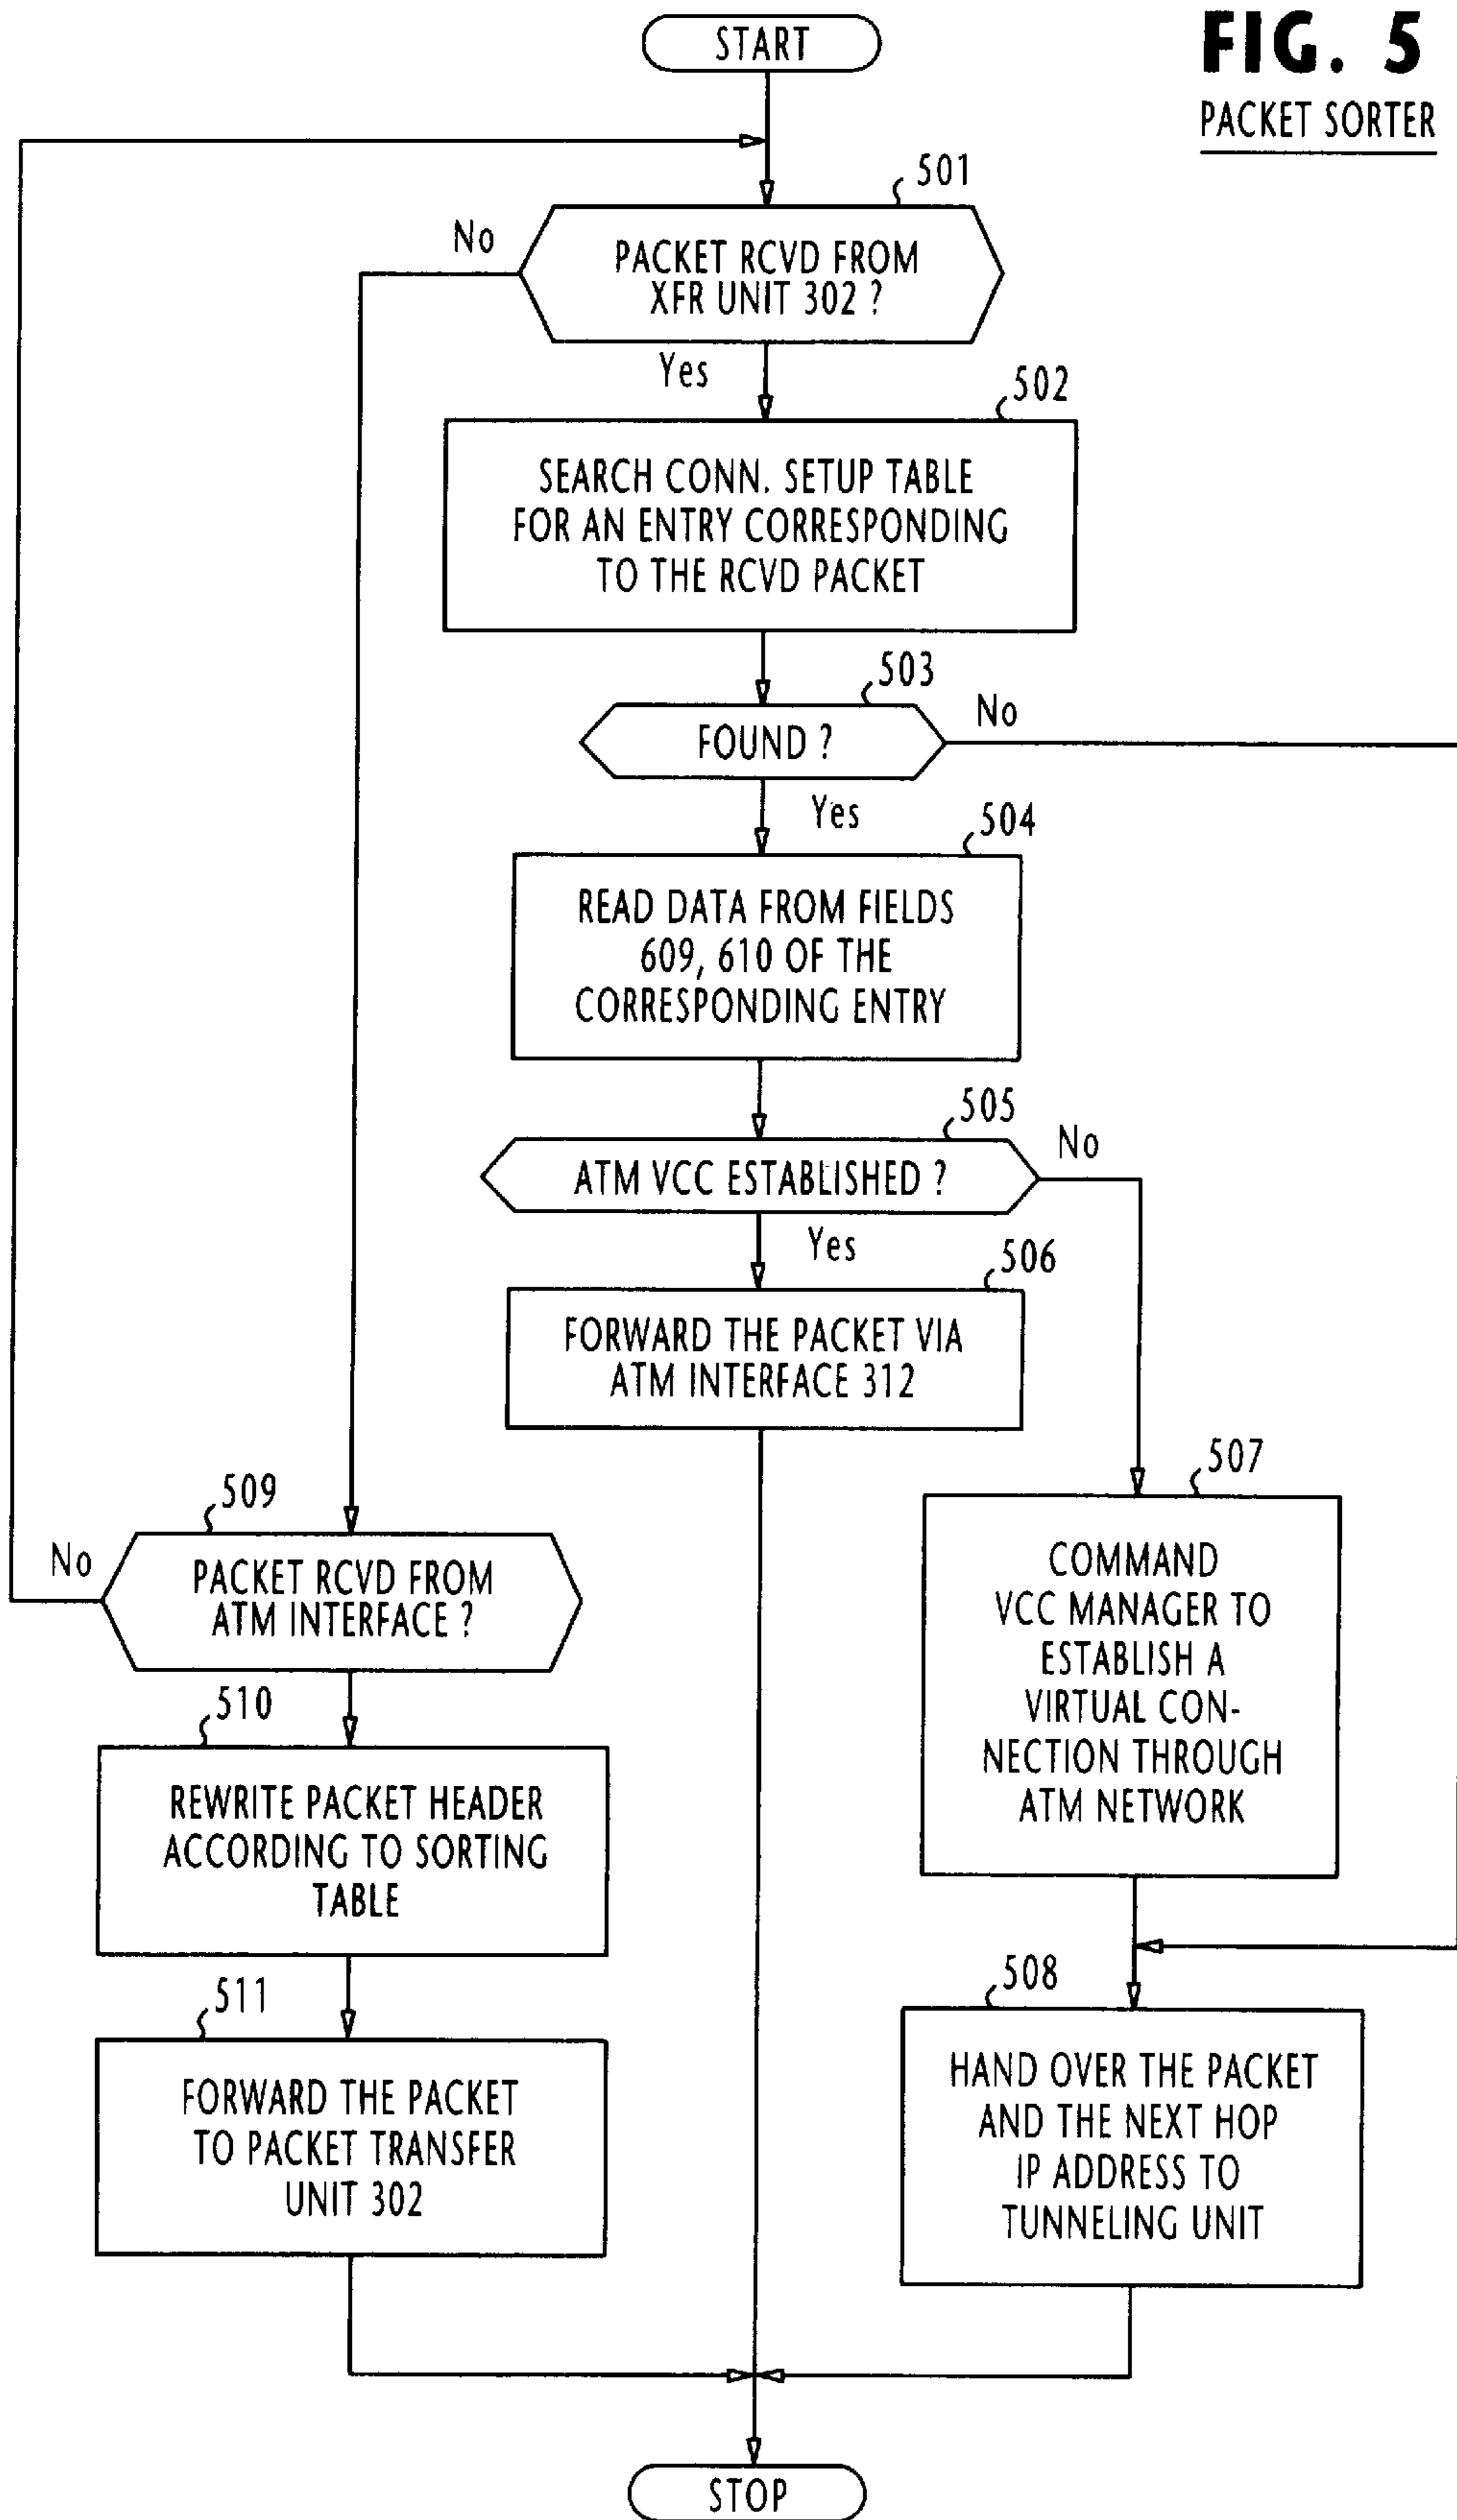 START
FIG. 5
PACKET SORTER
501
No
PACKET RCVD FROM
XFR UNIT 302 ?
Yes
502
SEARCH CONN. SETUP TABLE
FOR AN ENTRY CORRESPONDING
TO THE RCVD PACKET
503
FOUND ?
No
Yes
504
READ DATA FROM FIELDS
609, 610 OF THE
CORRESPONDING ENTRY
505
ATM VCC ESTABLISHED ?
No
Yes
506
FORWARD THE PACKET VIA
ATM INTERFACE 312
507
COMMAND
VCC MANAGER TO
ESTABLISH A
VIRTUAL CON-
NECTION THROUGH
ATM NETWORK
509
No
PACKET RCVD FROM
ATM INTERFACE ?
510
REWRITE PACKET HEADER
ACCORDING TO SORTING
TABLE
508
HAND OVER THE PACKET
AND THE NEXT HOP
IP ADDRESS TO
TUNNELING UNIT
511
FORWARD THE PACKET
TO PACKET TRANSFER
UNIT 302
STOP